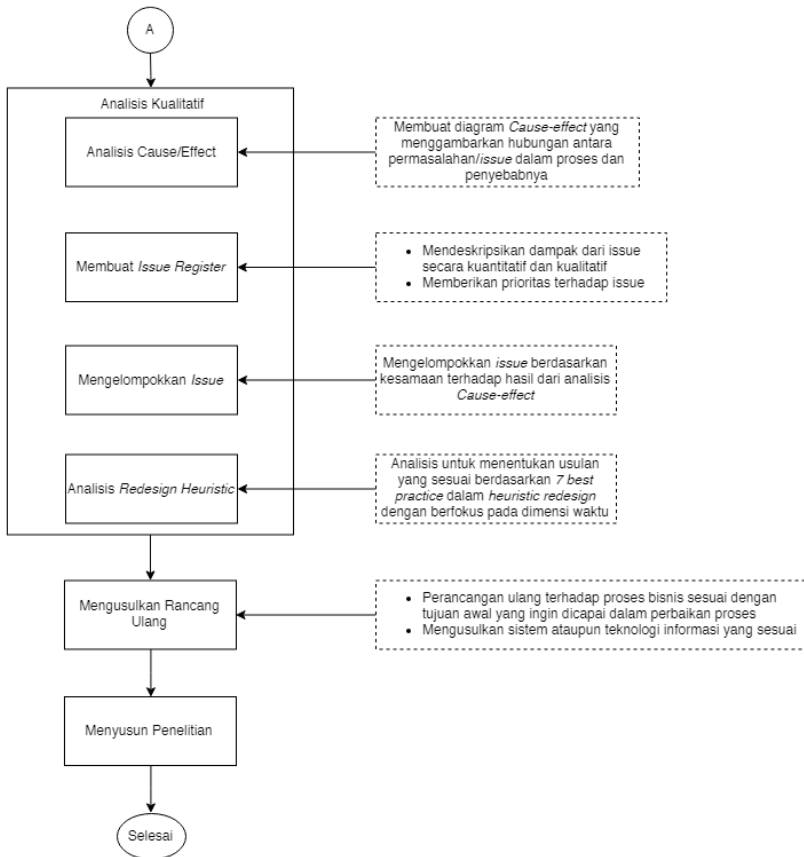 A
Analisis Kualitatif
Analisis Cause/Effect
Membuat diagram Cause-effect yang
menggambarkan hubungan antara
permasalahan/issue dalam proses dan
penyebabnya
Membuat Issue Register
• Mendeskripsikan dampak dari issue
secara kuantitatif dan kualitatif
• Memberikan prioritas terhadap issue
Mengelompokkan Issue
Mengelompokkan issue berdasarkan
kesamaan terhadap hasil dari analisis
Cause-effect
Analisis Redesign Heuristic
Analisis untuk menentukan usulan
yang sesuai berdasarkan 7 best
practice dalam heuristic redesign
dengan berfokus pada dimensi waktu
Mengusulkan Rancang
Ulang
• Perancangan ulang terhadap proses bisnis sesuai dengan
tujuan awal yang ingin dicapai dalam perbaikan proses
• Mengusulkan sistem ataupun teknologi informasi yang sesuai
Menyusun Penelitian
Selesai